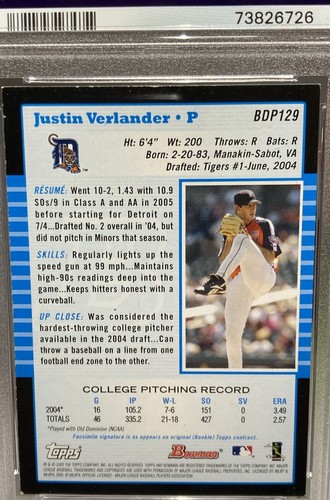 73826726
Justin Verlander • P
BDP129
Ht: 6'4" Wt: 200 Throws: R Bats: R
Born: 2-20-83, Manakin-Sabot, VA
Drafted: Tigers #1-June, 2004
RÉSUMÉ: Went 10-2, 1.43 with 10.9
SOs/9 in Class A and AA in 2005
before starting for Detroit on
7/4...Drafted No. 2 overall in '04, but
did not pitch in Minors that season.
SKILLS: Regularly lights up the
speed gun at 99 mph...Maintains
high-90s readings deep into the
game...Keeps hitters honest with a
curveball.
UP CLOSE: Was considered the
hardest-throwing college pitcher
available in the 2004 draft...Can
throw a baseball on a line from one
football end zone to the other.
COLLEGE PITCHING RECORD
G IP W-L SO SV ERA
2004* 16 105.2 7-6 151 0 3.49
TOTALS 46 335.2 21-18 427 0 2.57
*Played with Old Dominion (NCAA)
Facsimile signature is as appears on original (Rookie) Topps contract.
Topps
Bowman